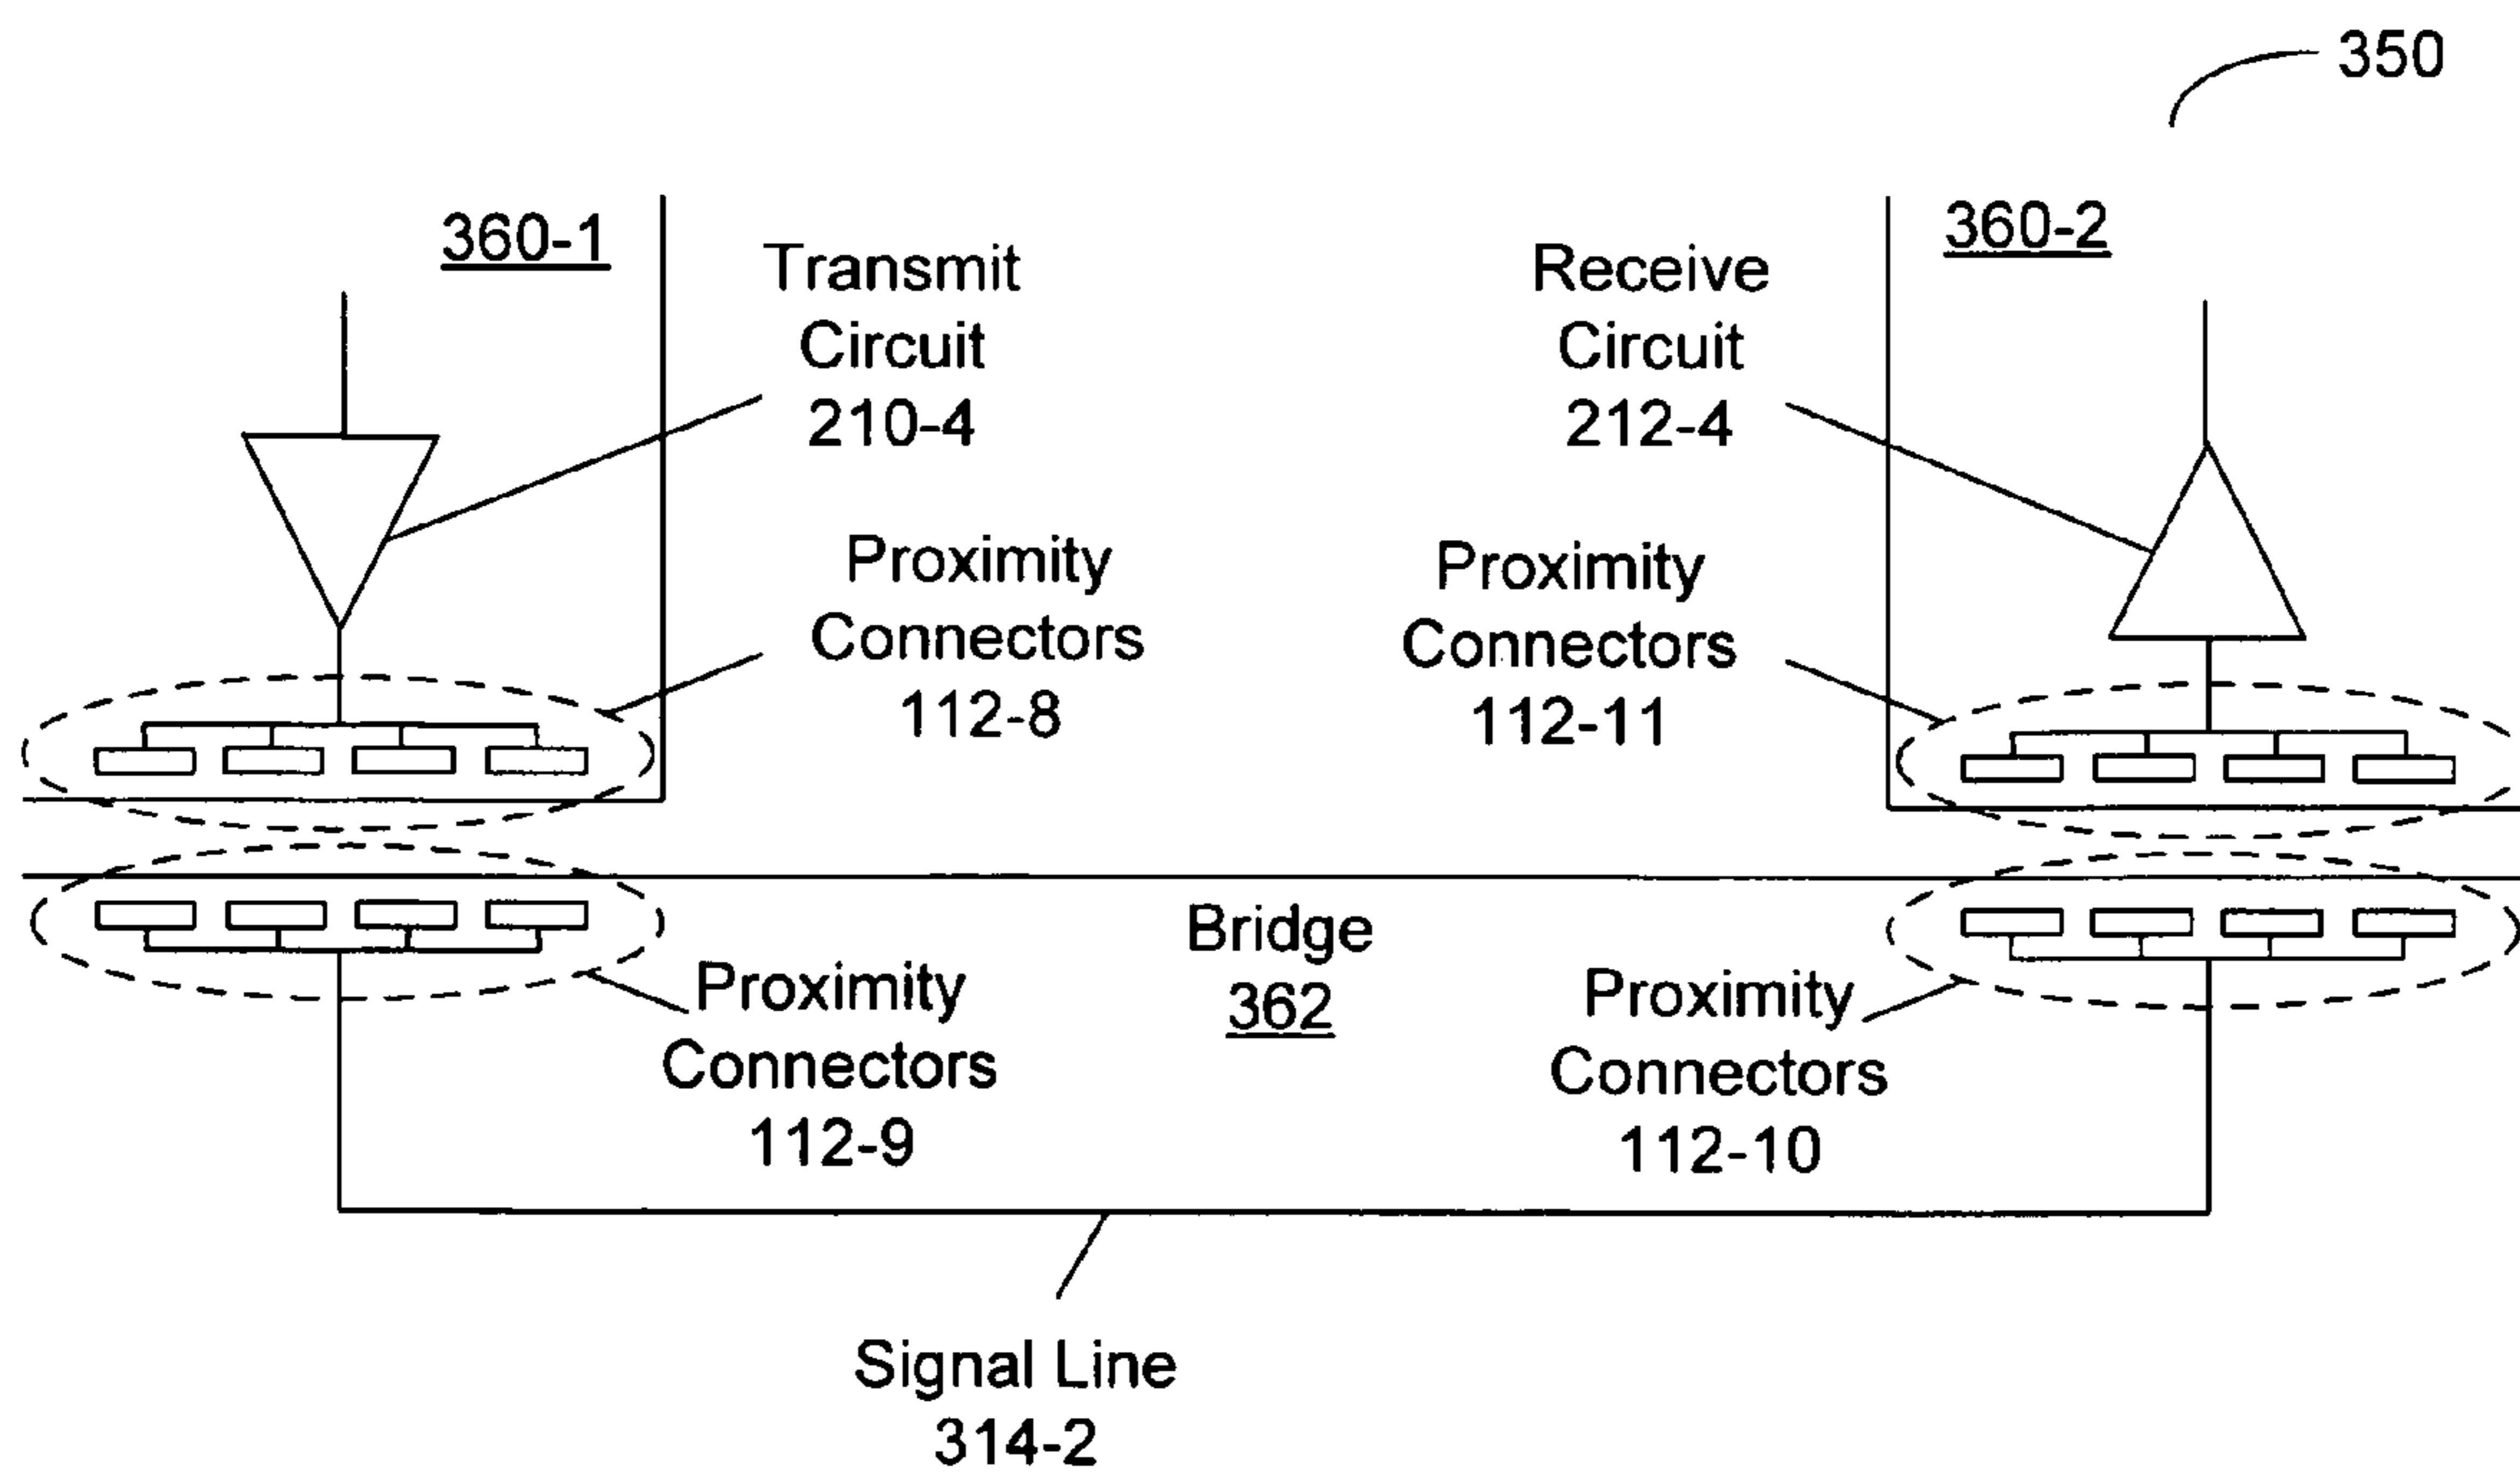 350
360-1
Transmit
Circuit
210-4
Receive
Circuit
212-4
360-2
Proximity
Connectors
112-8
Proximity
Connectors
112-11
Bridge
362
Proximity
Connectors
112-9
Proximity
Connectors
112-10
Signal Line
314-2